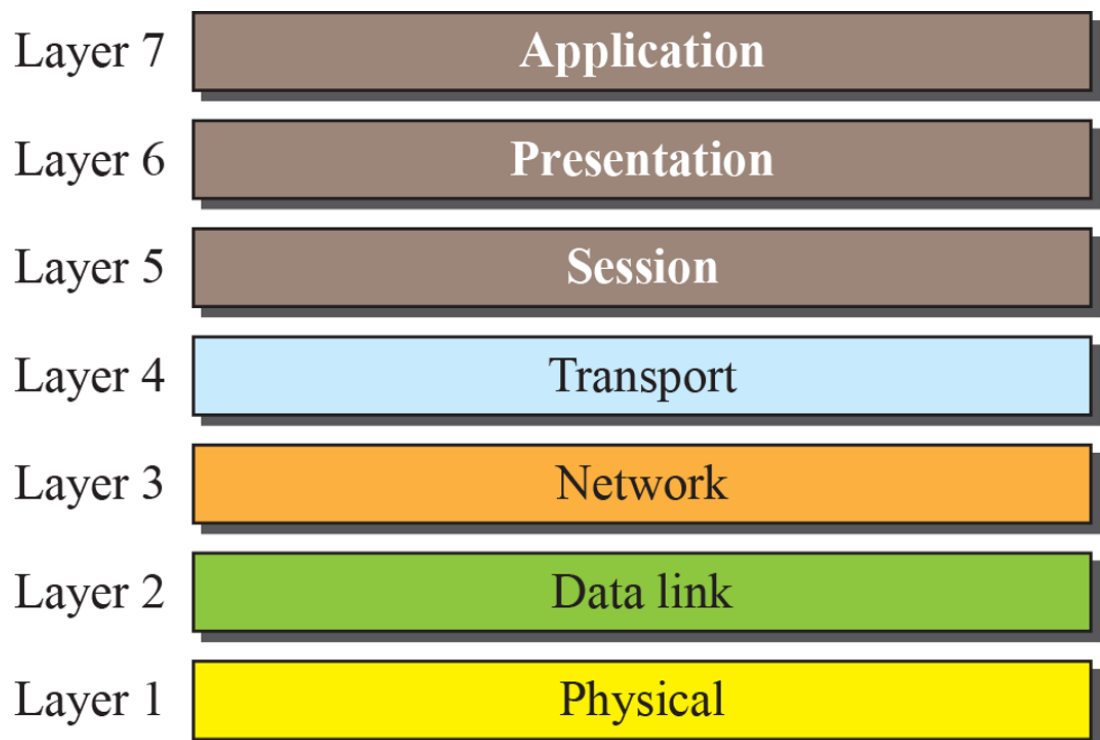 Layer 7 Application
Layer 6 Presentation
Layer 5 Session
Layer 4 Transport
Layer 3 Network
Layer 2 Data link
Layer 1 Physical